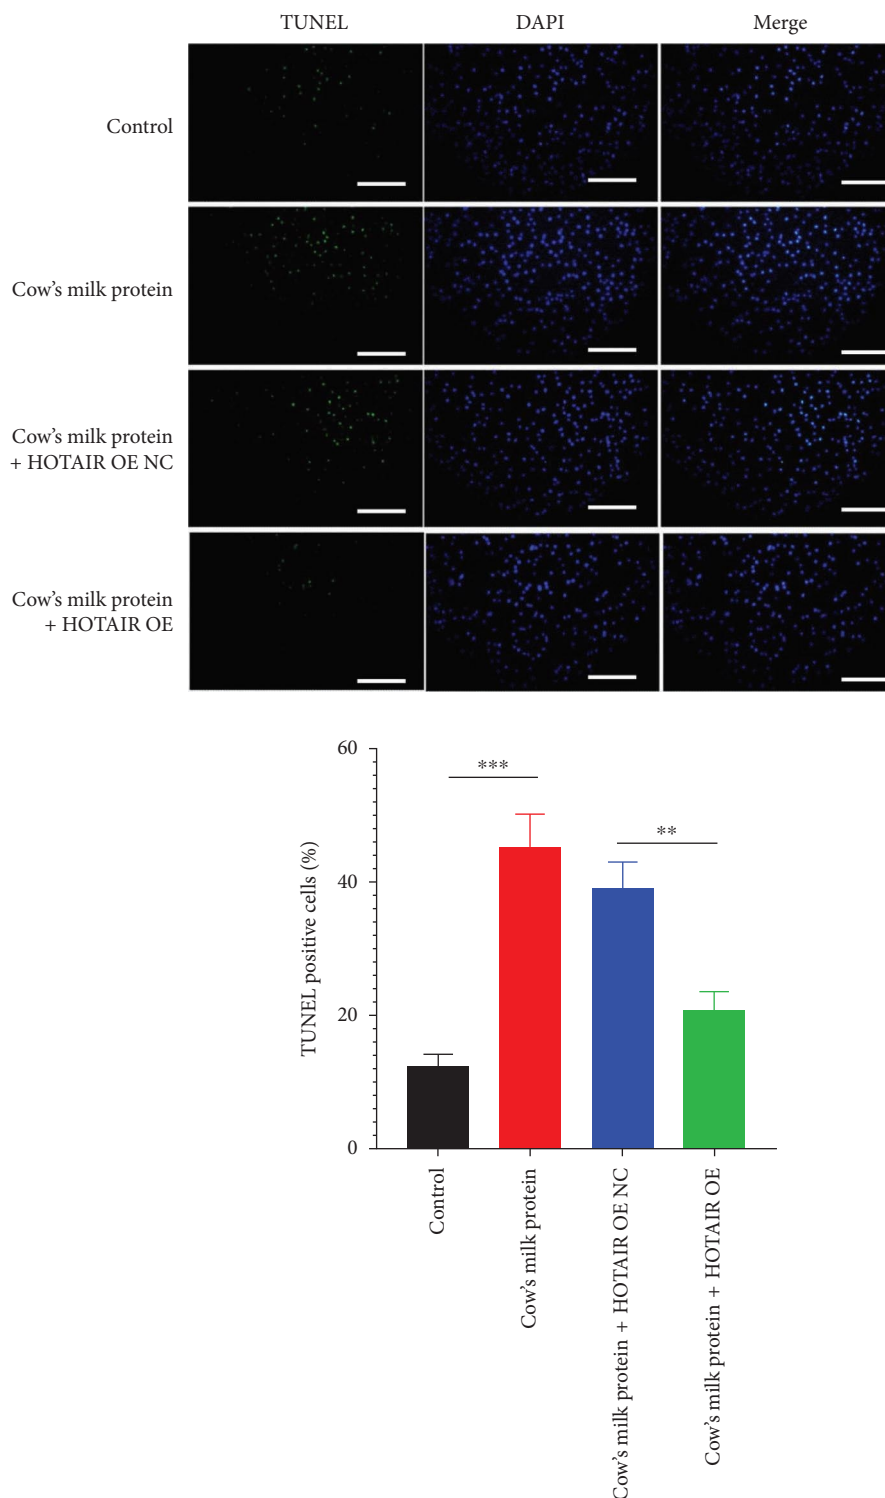 TUNEL
DAPI
Merge
Control
Cow's milk protein
Cow's milk protein
+ HOTAIR OE NC
Cow's milk protein
+ HOTAIR OE
60
40
20
0
TUNEL positive cells (%)
***
**
Control
Cow's milk protein
Cow's milk protein + HOTAIR OE NC
Cow's milk protein + HOTAIR OE